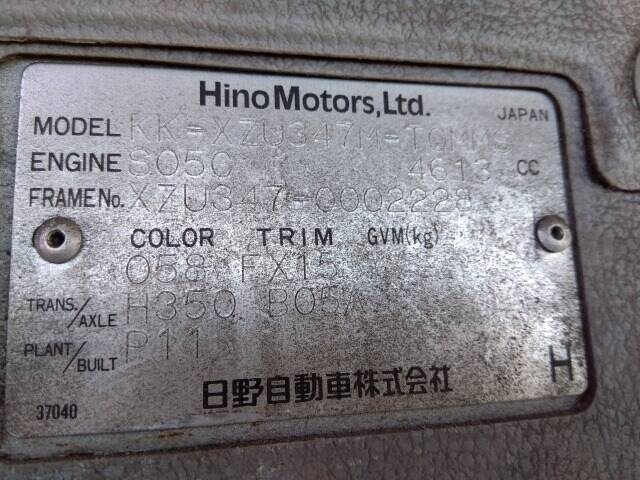 Hino Motors, Ltd.
JAPAN
MODEL KK-XZU347M-TQMMS
ENGINE S05C 4613 CC
FRAME No. XZU347-0002228
COLOR TRIM GVM(kg)
058 FX15
TRANS/AXLE H350 B05A
PLANT/BUILT P11
H
日野自動車株式会社
37040